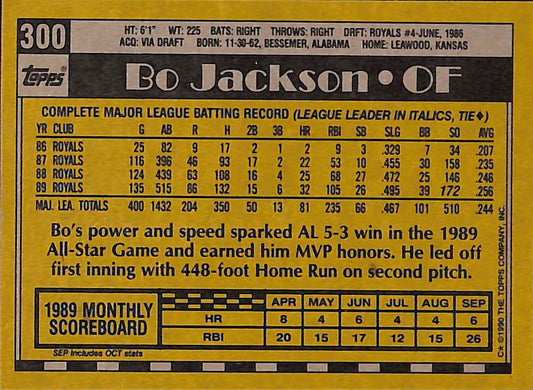 300
HT: 6'1" WT: 225 BATS: RIGHT THROWS: RIGHT DRFT: ROYALS #4-JUNE, 1986
ACQ: VIA DRAFT BORN: 11-30-62, BESSEMER, ALABAMA HOME: LEAWOOD, KANSAS
Topps®
Bo Jackson • OF
COMPLETE MAJOR LEAGUE BATTING RECORD (LEAGUE LEADER IN ITALICS, TIE♦)
YR CLUB G AB R H 2B 3B HR RBI SB SLG BB SO AVG
86 ROYALS 25 82 9 17 2 1 2 9 3 .329 7 34 .207
87 ROYALS 116 396 46 93 17 2 22 53 10 .455 30 158 .235
88 ROYALS 124 439 63 108 16 4 25 68 27 .472 25 146 .246
89 ROYALS 135 515 86 132 15 6 32 105 26 .495 39 172 .256
MAJ. LEA. TOTALS 400 1432 204 350 50 13 81 235 66 .467 101 510 .244
Bo's power and speed sparked AL 5-3 win in the 1989
All-Star Game and earned him MVP honors. He led off
first inning with 448-foot Home Run on second pitch.
1989 MONTHLY
SCOREBOARD
APR MAY JUN JUL AUG SEP
HR 8 4 6 4 4 6
RBI 20 15 17 12 15 26
SEP Includes OCT stats
C★ ©1990 THE TOPPS COMPANY, INC.